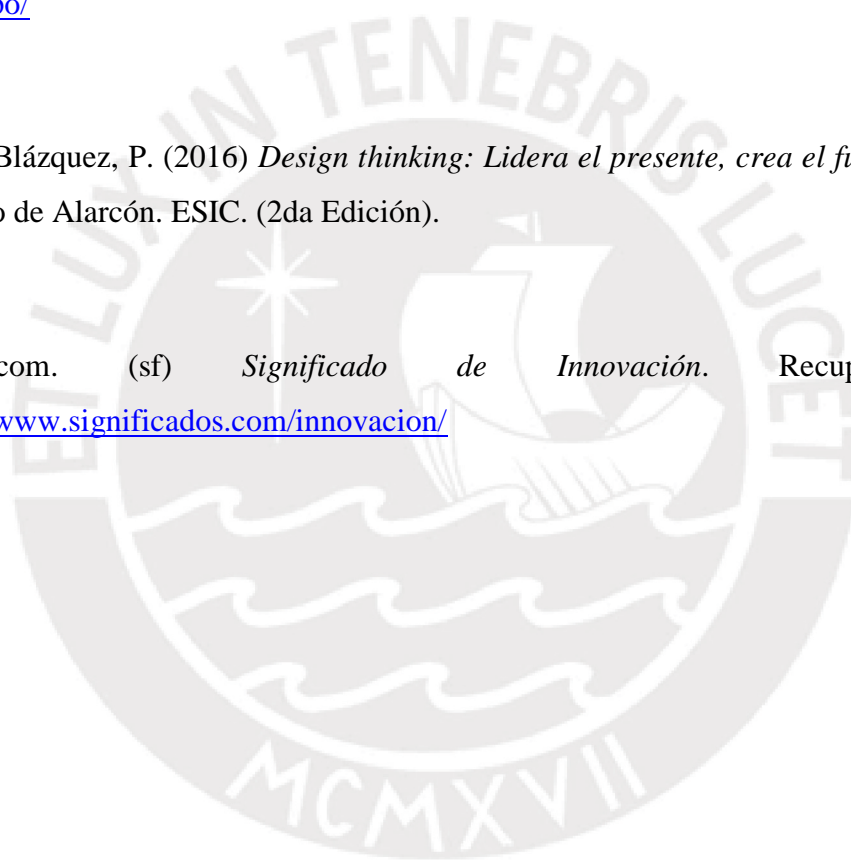 bo/
ET LUX IN TENEBRIS LUCET
Blázquez, P. (2016) Design thinking: Lidera el presente, crea el fu
o de Alarcón. ESIC. (2da Edición).
com. (sf) Significado de Innovación. Recup
www.significados.com/innovacion/
MCMXVII